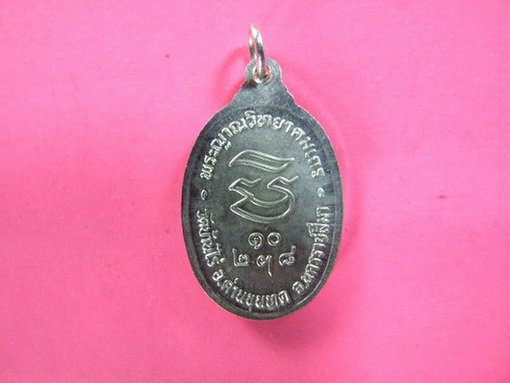 พระญาณวิทยาคมเถร
๑๐
วัดบ้านไร่ อ.ด่านขุนทด จ.นครราชสีมา